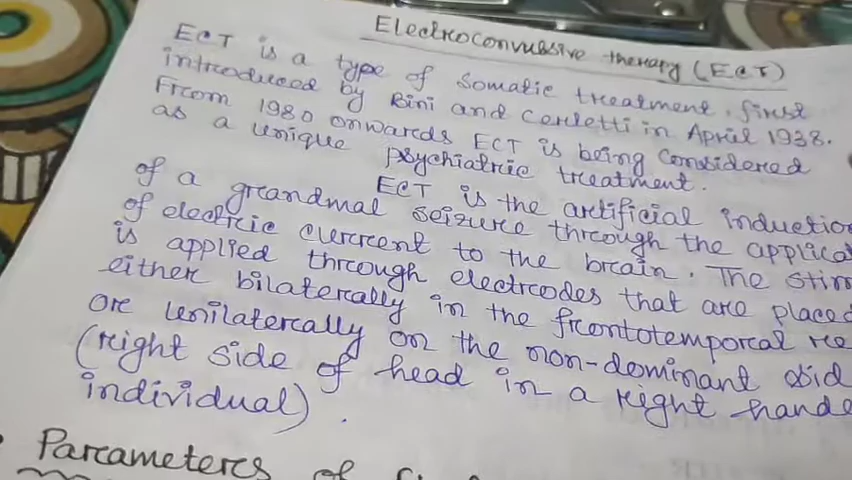 Electroconvulsive therapy (ECT)
ECT is a type of somatic treatment, first
introduced by Bini and Cerletti in April 1938.
From 1980 onwards ECT is being considered
as a unique psychiatric treatment.
ECT is the artificial induction
of a grandmal seizure through the applicat
of electric current to the brain. The stim
is applied through electrodes that are placed
either bilaterally in the frontotemporal re
or unilaterally on the non-dominant sid
(right side of head in a right hande
individual).
Parameters of